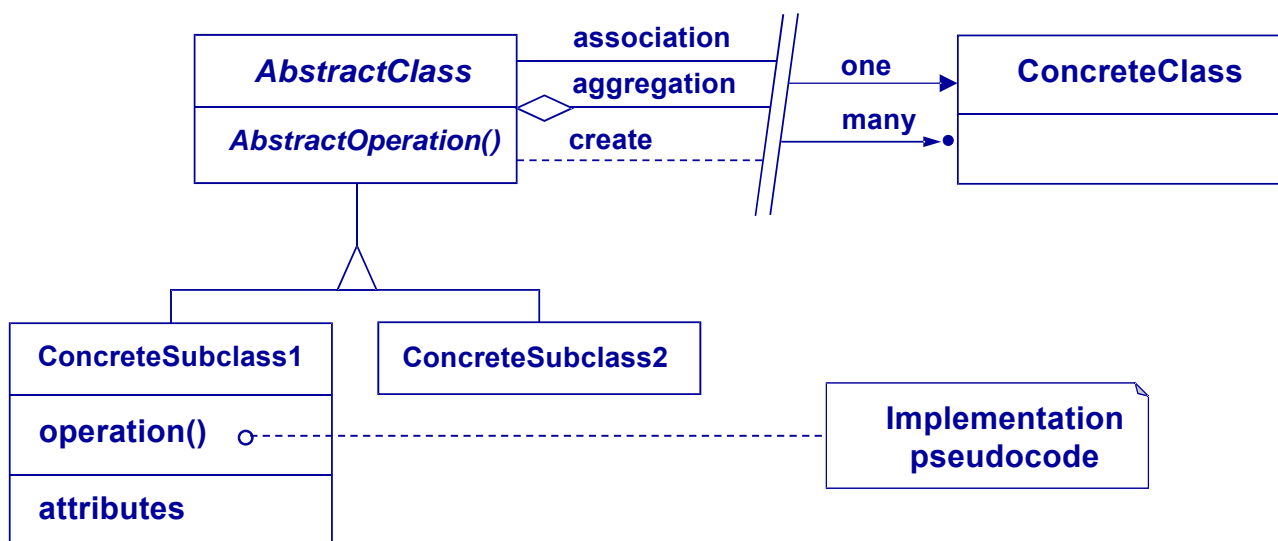 association
AbstractClass
one
ConcreteClass
aggregation
many
AbstractOperation()
create
ConcreteSubclass1
ConcreteSubclass2
operation()
Implementation
pseudocode
attributes